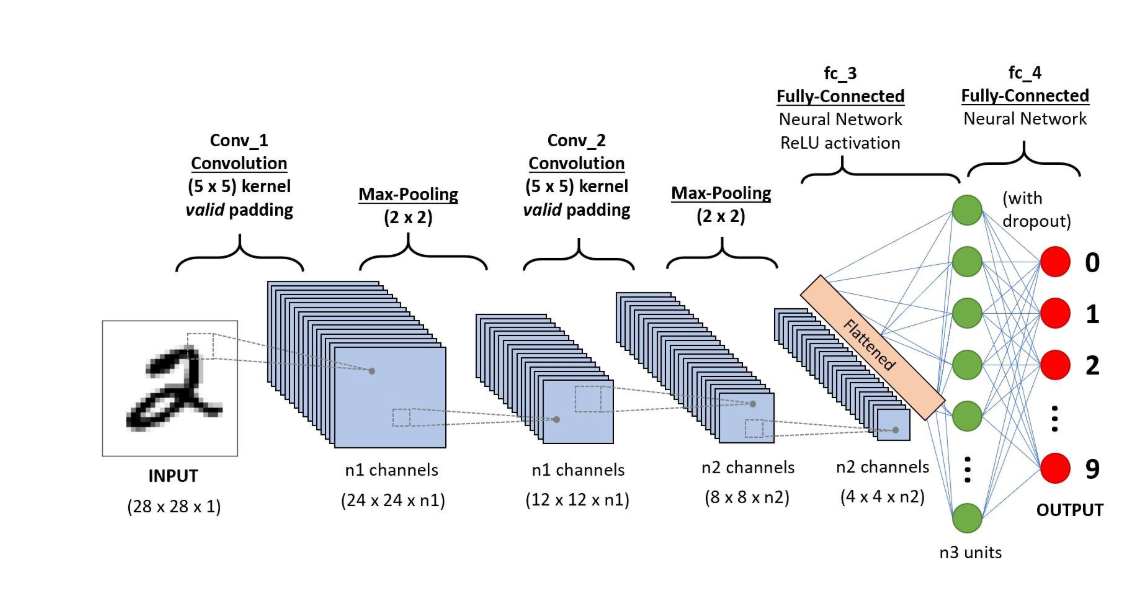 Conv_1
Convolution
(5 x 5) kernel
valid padding
Max-Pooling
(2 x 2)
Conv_2
Convolution
(5 x 5) kernel
valid padding
Max-Pooling
(2 x 2)
fc_3
Fully-Connected
Neural Network
ReLU activation
fc_4
Fully-Connected
Neural Network
(with
dropout)
Flattened
0
1
2
9
INPUT
(28 x 28 x 1)
n1 channels
(24 x 24 x n1)
n1 channels
(12 x 12 x n1)
n2 channels
(8 x 8 x n2)
n2 channels
(4 x 4 x n2)
n3 units
OUTPUT
2